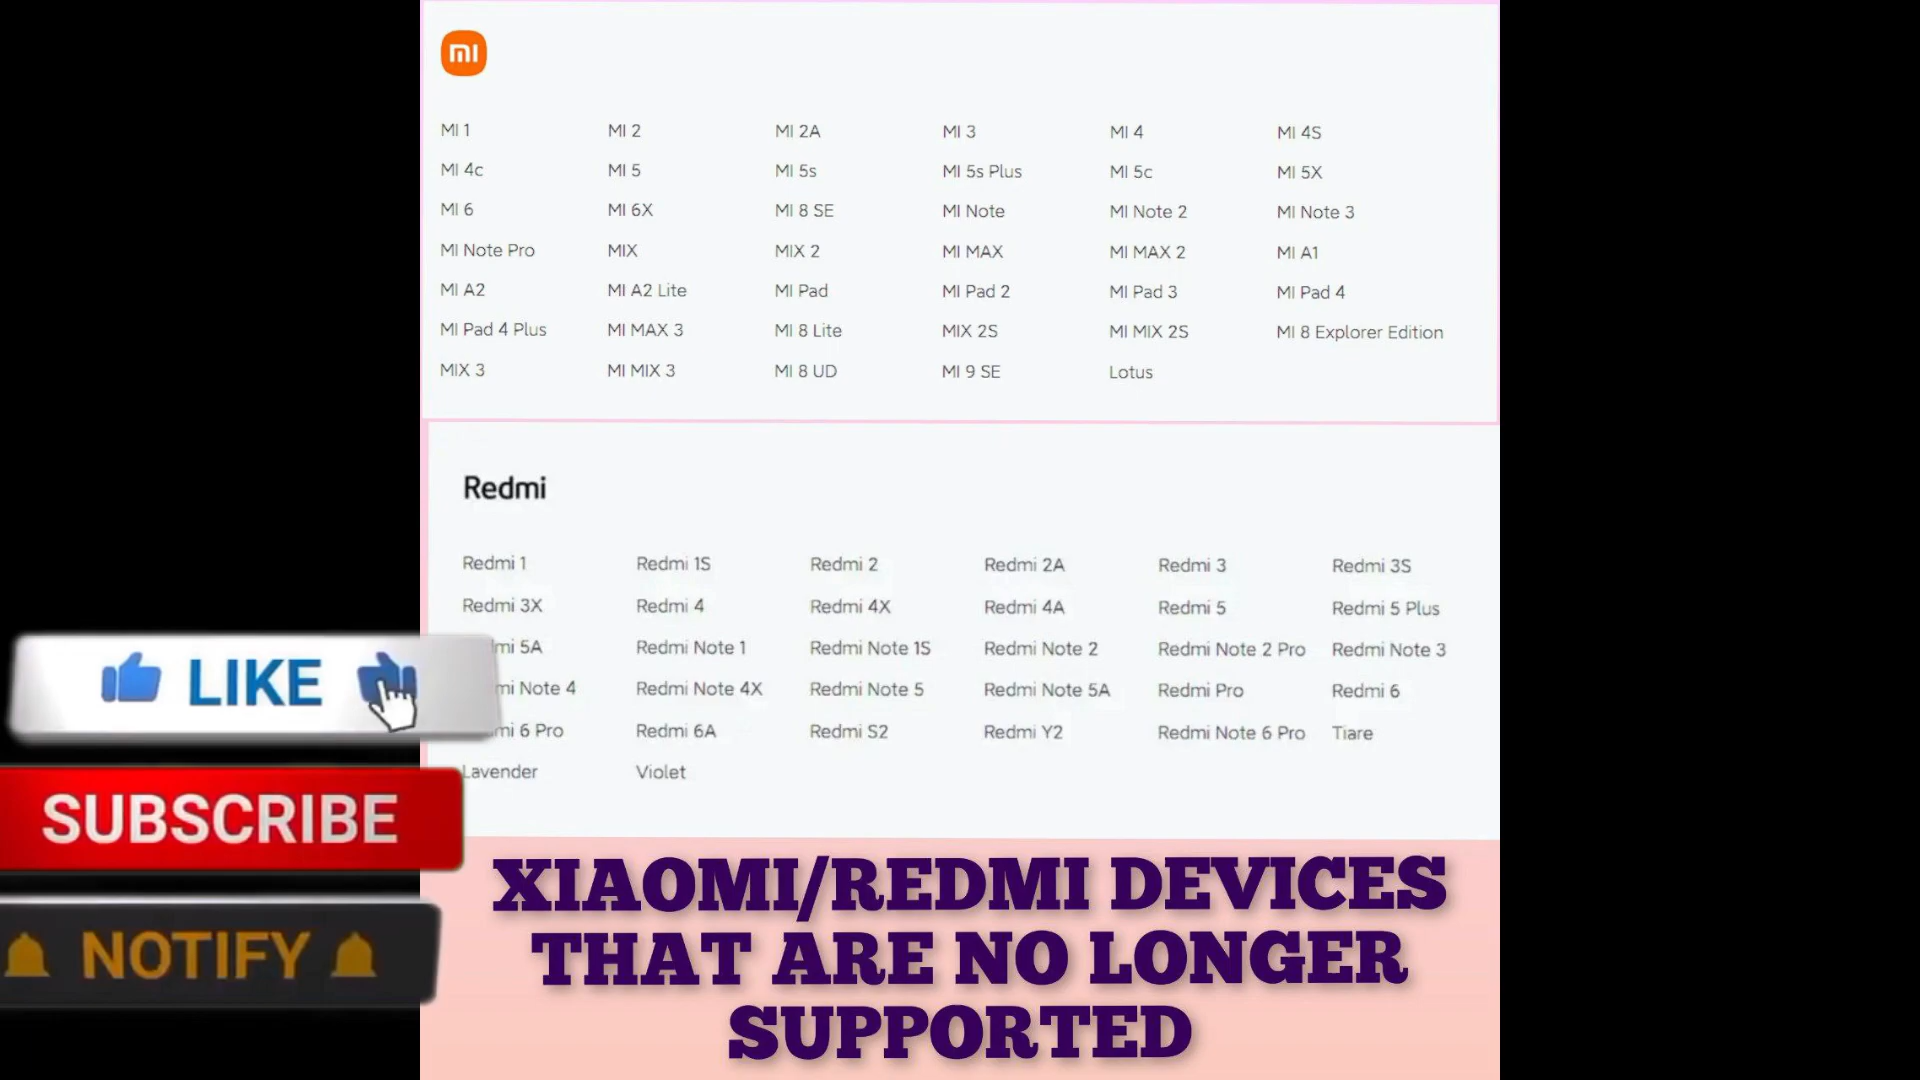 mi
MI 1 MI 2 MI 2A MI 3 MI 4 MI 4S
MI 4c MI 5 MI 5s MI 5s Plus MI 5c MI 5X
MI 6 MI 6X MI 8 SE MI Note MI Note 2 MI Note 3
MI Note Pro MIX MIX 2 MI MAX MI MAX 2 MI A1
MI A2 MI A2 Lite MI Pad MI Pad 2 MI Pad 3 MI Pad 4
MI Pad 4 Plus MI MAX 3 MI 8 Lite MIX 2S MI MIX 2S MI 8 Explorer Edition
MIX 3 MI MIX 3 MI 8 UD MI 9 SE Lotus
Redmi
Redmi 1 Redmi 1S Redmi 2 Redmi 2A Redmi 3 Redmi 3S
Redmi 3X Redmi 4 Redmi 4X Redmi 4A Redmi 5 Redmi 5 Plus
mi 5A Redmi Note 1 Redmi Note 1S Redmi Note 2 Redmi Note 2 Pro Redmi Note 3
mi Note 4 Redmi Note 4X Redmi Note 5 Redmi Note 5A Redmi Pro Redmi 6
mi 6 Pro Redmi 6A Redmi S2 Redmi Y2 Redmi Note 6 Pro Tiare
Lavender Violet
LIKE
SUBSCRIBE
NOTIFY
XIAOMI/REDMI DEVICES
THAT ARE NO LONGER
SUPPORTED